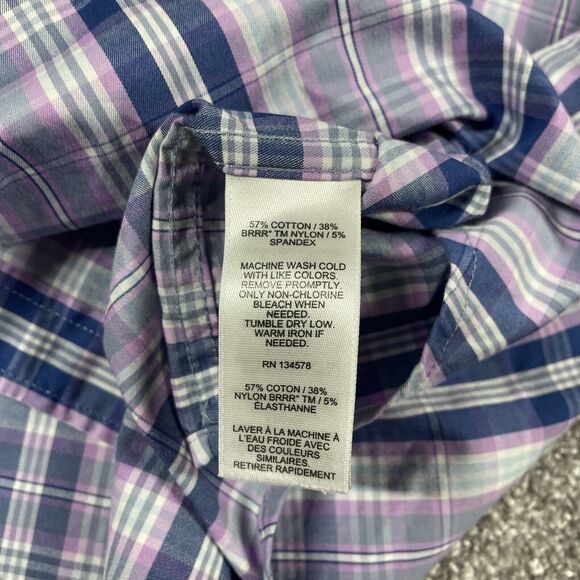 57% COTTON / 38%
BRRR° TM NYLON / 5%
SPANDEX
MACHINE WASH COLD
WITH LIKE COLORS.
REMOVE PROMPTLY.
ONLY NON-CHLORINE
BLEACH WHEN
NEEDED.
TUMBLE DRY LOW.
WARM IRON IF
NEEDED.
RN 134578
57% COTON / 38%
NYLON BRRR° TM / 5%
ÉLASTHANNE
LAVER À LA MACHINE À
L'EAU FROIDE AVEC
DES COULEURS
SIMILAIRES.
RETIRER RAPIDEMENT